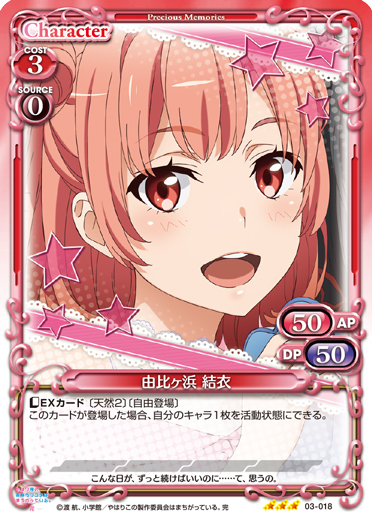 Precious Memories
Character
COST
3
SOURCE
0
50 AP
DP 50
由比ヶ浜 結衣
EXカード〔天然2〕〔自由登場〕
このカードが登場した場合、自分のキャラ1枚を活動状態にできる。
こんな日が、ずっと続けばいいのに……て、思うの。
©渡 航、小学館/やはりこの製作委員会はまちがっている。完
★★★ 03-018